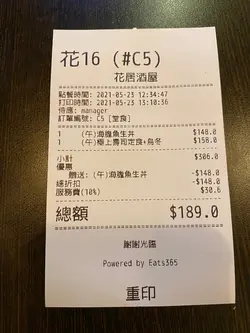 花16 (#C5)
花居酒屋
點餐時間: 2021-05-23 12:34:47
打印時間: 2021-05-23 13:10:36
侍應: manager
訂單編號: C5 [堂食]
1 (午)海膽魚生丼 $148.0
1 (午)極上壽司定食+烏冬 $158.0
小計 $306.0
優惠
贈送: (午)海膽魚生丼 -$148.0
總折扣 -$148.0
服務費(10%) $30.6
總額 $189.0
謝謝光臨
Powered by Eats365
重印